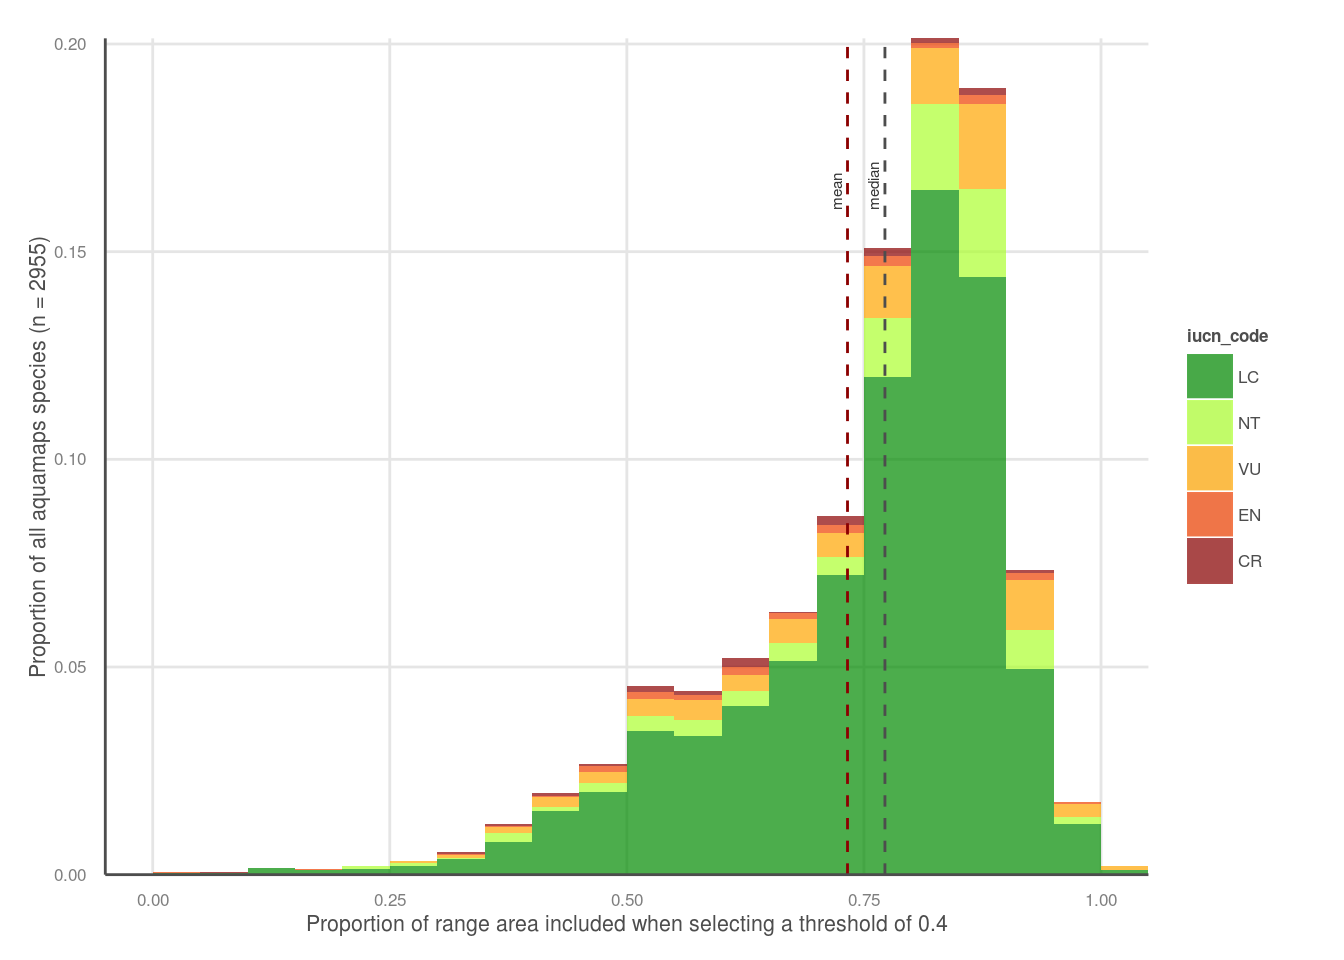 0.20
0.15
0.10
0.05
0.00
Proportion of all aquamaps species (n = 2955)
mean
median
0.00
0.25
0.50
0.75
1.00
Proportion of range area included when selecting a threshold of 0.4
iucn_code
LC
NT
VU
EN
CR